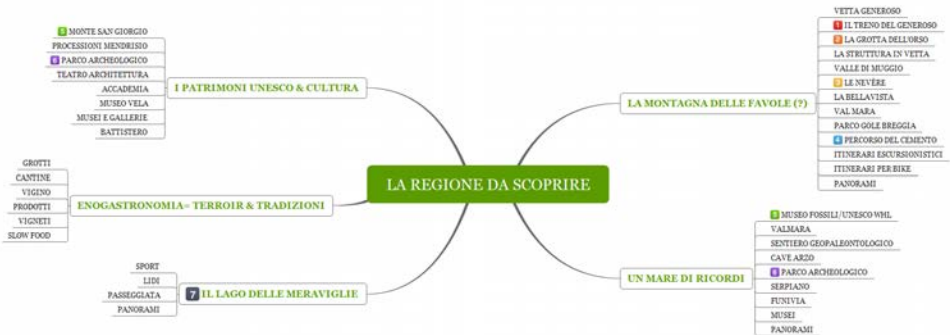 LA REGIONE DA SCOPRIRE
5 MONTE SAN GIORGIO
PROCESSIONI MENDRISIO
6 PARCO ARCHEOLOGICO
TEATRO ARCHITETTURA
ACCADEMIA
MUSEO VELA
MUSEI E GALLERIE
BATTISTERO
I PATRIMONI UNESCO & CULTURA
GROTTI
CANTINE
VIGINO
PRODOTTI
VIGNETI
SLOW FOOD
ENOGASTRONOMIA= TERROIR & TRADIZIONI
SPORT
LIDI
PASSEGGIATA
PANORAMI
7 IL LAGO DELLE MERAVIGLIE
LA MONTAGNA DELLE FAVOLE (?)
VETTA GENEROSO
1 IL TRENO DEL GENEROSO
2 LA GROTTA DELL'ORSO
LA STRUTTURA IN VETTA
VALLE DI MUGGIO
3 LE NEVÈRE
LA BELLAVISTA
VAL MARA
PARCO GOLE BREGGIA
4 PERCORSO DEL CEMENTO
ITINERARI ESCURSIONISTICI
ITINERARI PER BIKE
PANORAMI
UN MARE DI RICORDI
5 MUSEO FOSSILI/UNESCO WHL
VALMARA
SENTIERO GEOPALEONTOLOGICO
CAVE ARZO
6 PARCO ARCHEOLOGICO
SERPIANO
FUNIVIA
MUSEI
PANORAMI